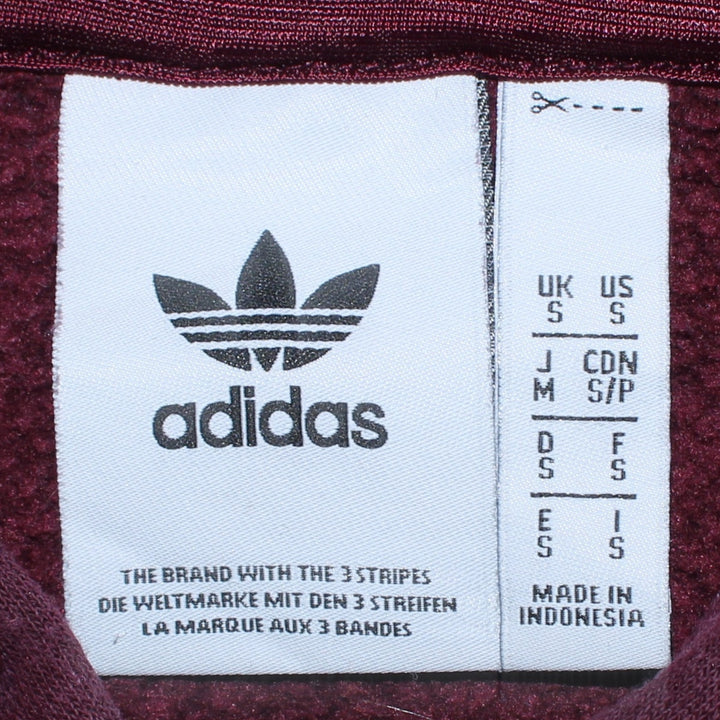 adidas
THE BRAND WITH THE 3 STRIPES
DIE WELTMARKE MIT DEN 3 STREIFEN
LA MARQUE AUX 3 BANDES
UK US
S S
J CDN
M S/P
D F
S S
E I
S S
MADE IN
INDONESIA